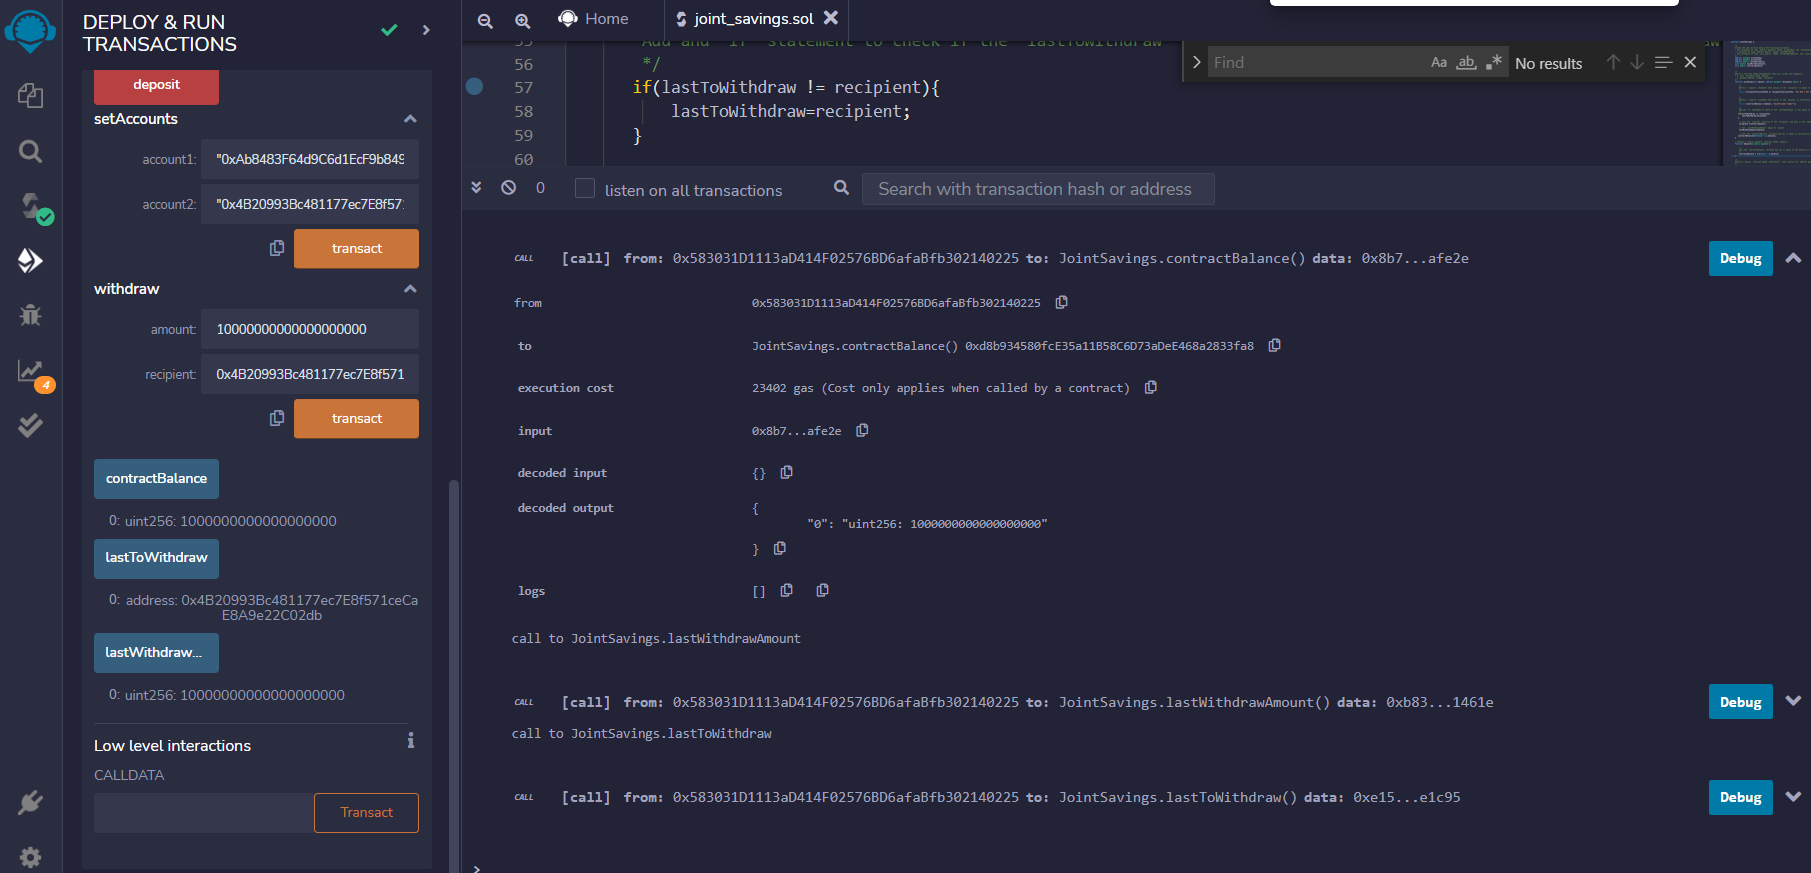 DEPLOY & RUN
TRANSACTIONS
deposit
setAccounts
account1: "0xAb8483F64d9C6d1EcF9b849
account2: "0x4B20993Bc481177ec7E8f571
transact
withdraw
amount: 10000000000000000000
recipient: 0x4B20993Bc481177ec7E8f571
transact
contractBalance
0: uint256: 1000000000000000000
lastToWithdraw
0: address: 0x4B20993Bc481177ec7E8f571ceCa
E8A9e22C02db
lastWithdraw...
0: uint256: 10000000000000000000
Low level interactions
i
CALLDATA
Transact
4
Home
joint_savings.sol
55 Add and "if" statement to check if the "lastToWithdraw"
56 */
57 if(lastToWithdraw != recipient){
58 lastToWithdraw=recipient;
59 }
60
Find
Aa ab .*
No results
0
listen on all transactions
Search with transaction hash or address
CALL [call] from: 0x583031D1113aD414F02576BD6afaBfb302140225 to: JointSavings.contractBalance() data: 0x8b7...afe2e
Debug
from 0x583031D1113aD414F02576BD6afaBfb302140225
to JointSavings.contractBalance() 0xd8b934580fcE35a11B58C6D73aDeE468a2833fa8
execution cost 23402 gas (Cost only applies when called by a contract)
input 0x8b7...afe2e
decoded input {}
decoded output {
"0": "uint256: 1000000000000000000"
}
logs []
call to JointSavings.lastWithdrawAmount
CALL [call] from: 0x583031D1113aD414F02576BD6afaBfb302140225 to: JointSavings.lastWithdrawAmount() data: 0xb83...1461e
Debug
call to JointSavings.lastToWithdraw
CALL [call] from: 0x583031D1113aD414F02576BD6afaBfb302140225 to: JointSavings.lastToWithdraw() data: 0xe15...e1c95
Debug
>